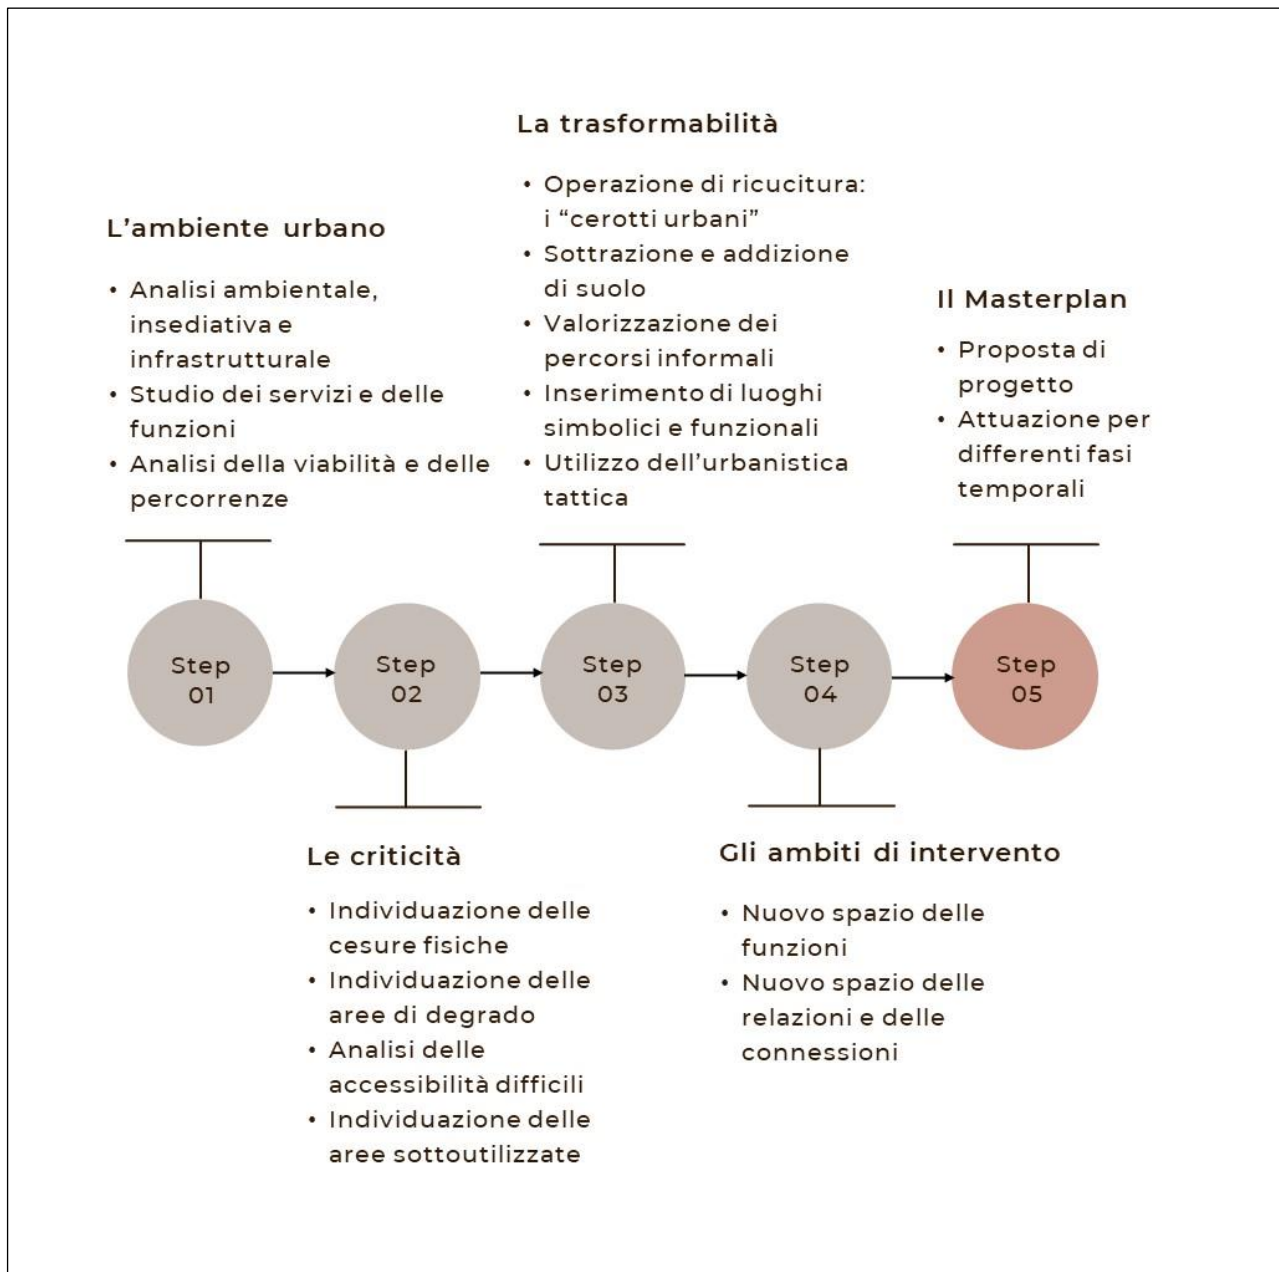 L’ambiente urbano
• Analisi ambientale,
insediativa e
infrastrutturale
• Studio dei servizi e delle
funzioni
• Analisi della viabilità e delle
percorrenze
Step
01
Step
02
Le criticità
• Individuazione delle
cesure fisiche
• Individuazione delle
aree di degrado
• Analisi delle
accessibilità difficili
• Individuazione delle
aree sottoutilizzate
La trasformabilità
• Operazione di ricucitura:
i “cerotti urbani”
• Sottrazione e addizione
di suolo
• Valorizzazione dei
percorsi informali
• Inserimento di luoghi
simbolici e funzionali
• Utilizzo dell’urbanistica
tattica
Step
03
Step
04
Gli ambiti di intervento
• Nuovo spazio delle
funzioni
• Nuovo spazio delle
relazioni e delle
connessioni
Il Masterplan
• Proposta di
progetto
• Attuazione per
differenti fasi
temporali
Step
05